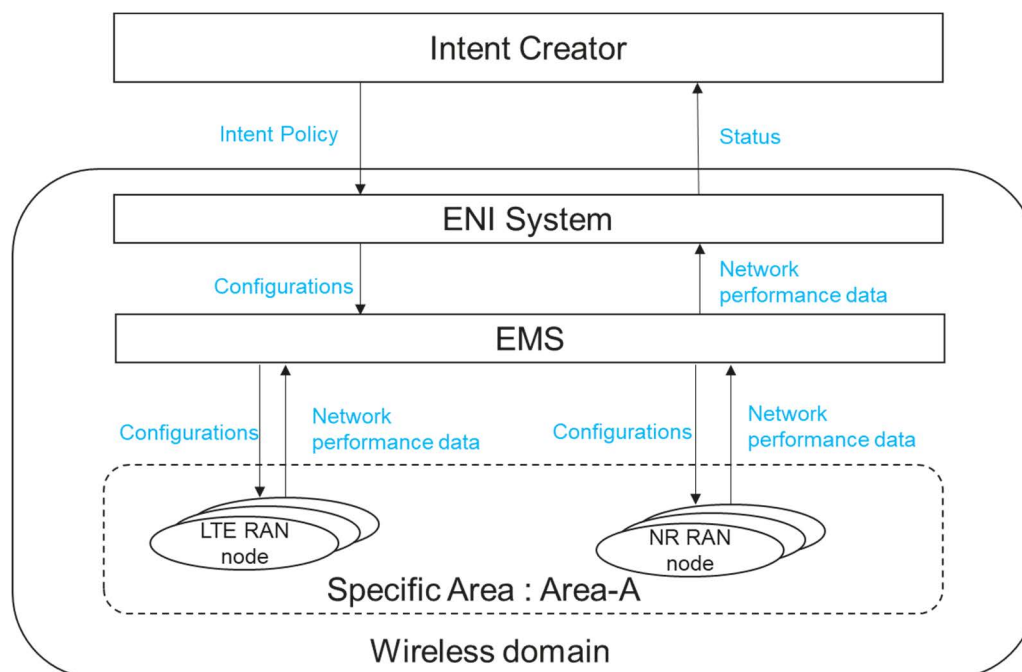 Intent Creator
Intent Policy
Status
ENI System
Configurations
Network
performance data
EMS
Configurations
Network
performance data
Configurations
Network
performance data
LTE RAN
node
NR RAN
node
Specific Area : Area-A
Wireless domain